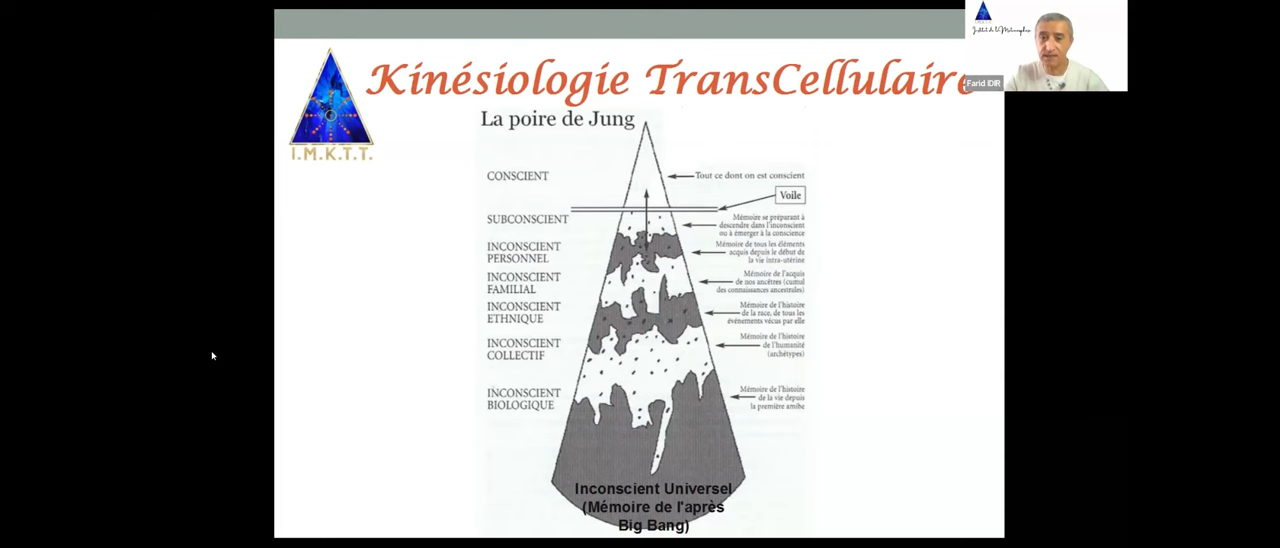 Institut de la Métamorphose
Farid IDIR
Kinésiologie TransCellulaire
I.M.K.T.T.
La poire de Jung
CONSCIENT
Tout ce dont on est conscient
Voile
SUBCONSCIENT
Mémoire se préparant à
descendre dans l'inconscient
ou à émerger à la conscience
INCONSCIENT
PERSONNEL
Mémoire de tous les éléments
acquis depuis le début de
la vie intra-utérine
INCONSCIENT
FAMILIAL
Mémoire de l'acquis
de nos ancêtres (cumul
des connaissances ancestrales)
INCONSCIENT
ETHNIQUE
Mémoire de l'histoire
de la race, de tous les
événements vécus par elle
INCONSCIENT
COLLECTIF
Mémoire de l'histoire
de l'humanité
(archétypes)
INCONSCIENT
BIOLOGIQUE
Mémoire de l'histoire
de la vie depuis
la première amibe
Inconscient Universel
(Mémoire de l'après
Big Bang)